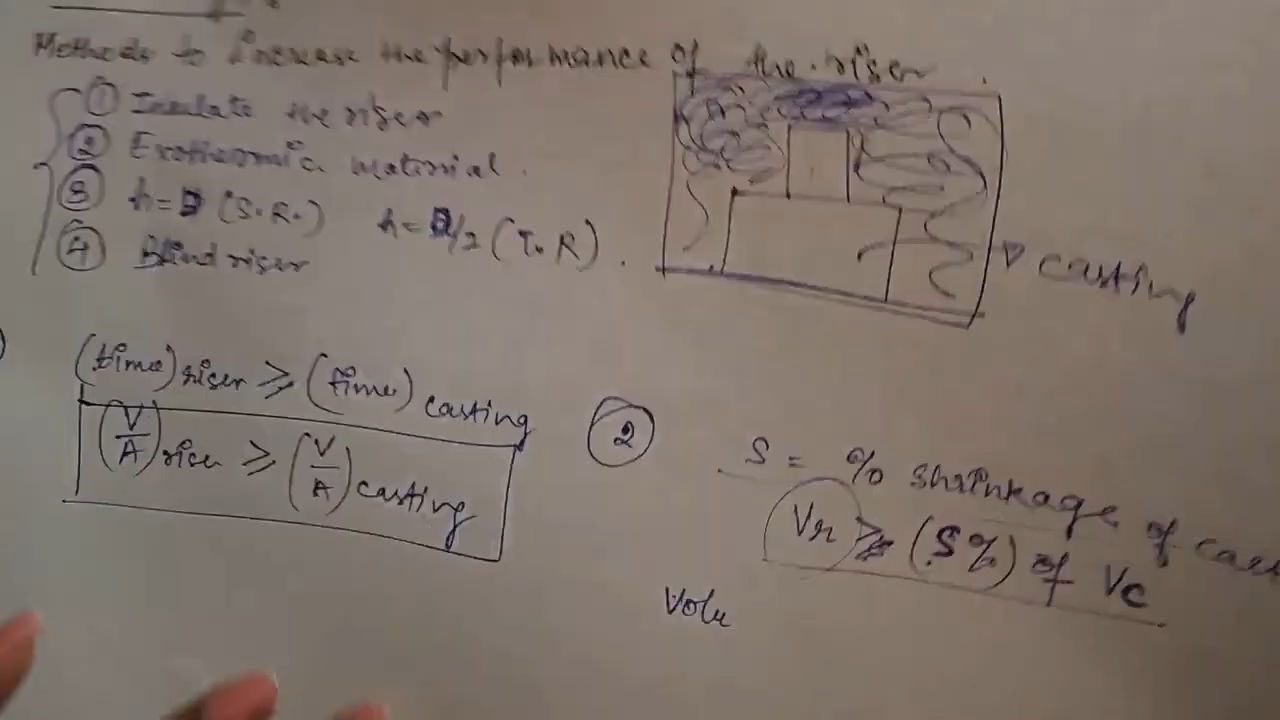 Methods to increase the performance of the riser.
① Insulate the riser
② Exothermic material.
③ h=D (S.R.) h=D/2 (T.R).
④ Blind riser
casting
(time)riser ≥ (time)casting
(V/A)riser ≥ (V/A)casting
②
S = % shrinkage of cas
Vr ≥ (S%) of Vc
Volu